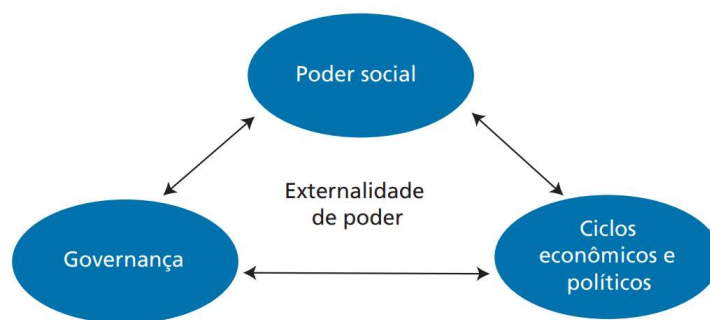 Poder social
Externalidade
de poder
Governança
Ciclos
econômicos e
políticos